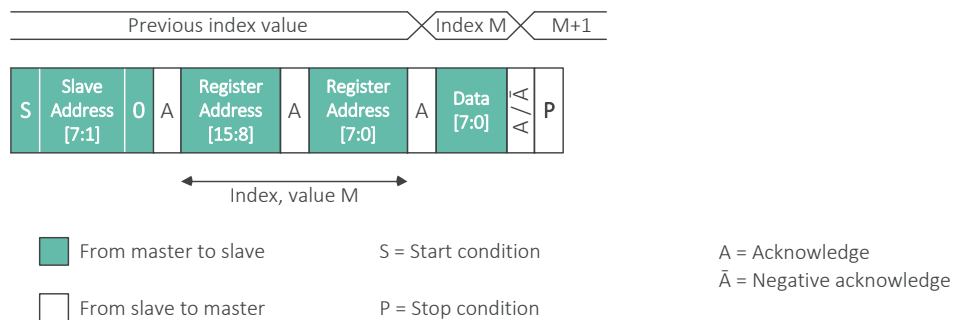 Previous index value
Index M
M+1
S
Slave
Address
[7:1]
0
A
Register
Address
[15:8]
A
Register
Address
[7:0]
A
Data
[7:0]
A / Ā
P
Index, value M
From master to slave
S = Start condition
A = Acknowledge
Ā = Negative acknowledge
From slave to master
P = Stop condition